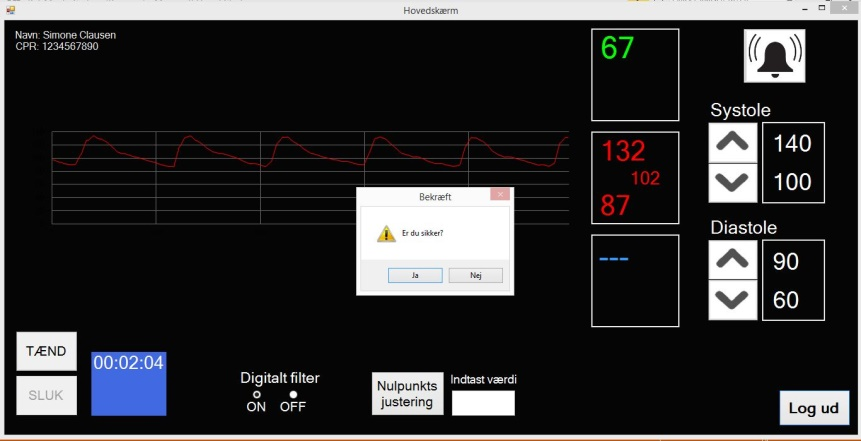 Hovedskærm
Navn: Simone Clausen
CPR: 1234567890
67
Systole
140
100
132
102
87
Bekræft
Er du sikker?
Ja
Nej
Diastole
90
60
---
TÆND
SLUK
00:02:04
Digitalt filter
ON OFF
Nulpunkts
justering
Indtast værdi
Log ud